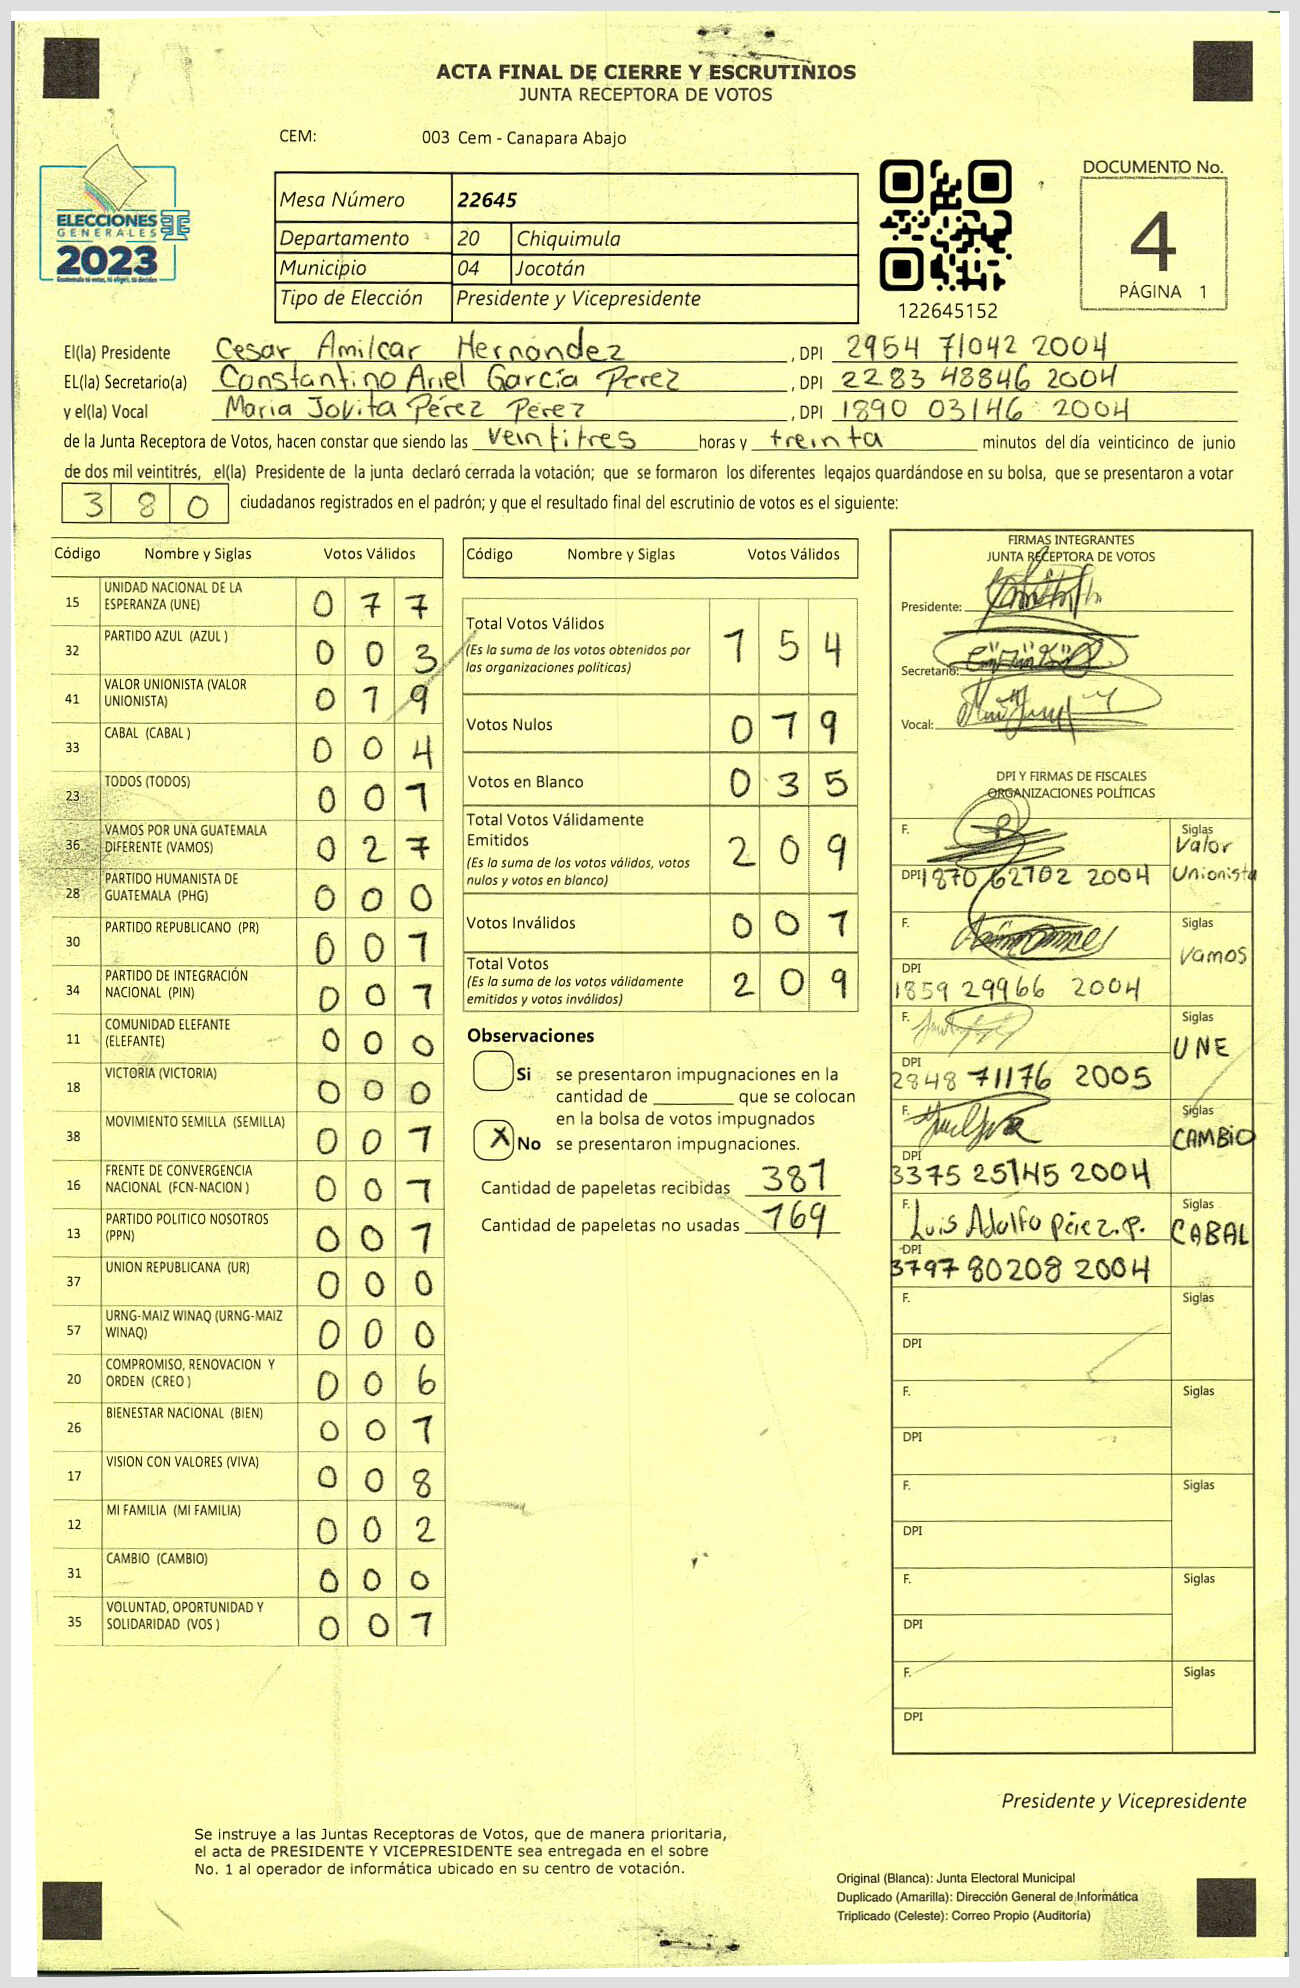 ACTA FINAL DE CIERRE Y ESCRUTINIOS
JUNTA RECEPTORA DE VOTOS
CEM: 003 Cem - Canapara Abajo
ELECCIONES
GENERALES
2023
Mesa Número 22645
Departamento 20 Chiquimula
Municipio 04 Jocotán
Tipo de Elección Presidente y Vicepresidente
122645152
DOCUMENTO No.
4
PÁGINA 1
El(la) Presidente Cesar Amilcar Hernández, DPI 2954 71042 2004
EL(la) Secretario(a) Constantino Ariel García Perez, DPI 2283 48846 2004
y el(la) Vocal Maria Jovita Pérez Perez, DPI 1890 03146 2004
de la Junta Receptora de Votos, hacen constar que siendo las veintitres horas y treinta minutos del día veinticinco de junio
de dos mil veintitrés, el(la) Presidente de la junta declaró cerrada la votación; que se formaron los diferentes legajos guardándose en su bolsa, que se presentaron a votar
380 ciudadanos registrados en el padrón; y que el resultado final del escrutinio de votos es el siguiente:
Código Nombre y Siglas Votos Válidos
15 UNIDAD NACIONAL DE LA ESPERANZA (UNE) 0 7 7
32 PARTIDO AZUL (AZUL ) 0 0 3
41 VALOR UNIONISTA (VALOR UNIONISTA) 0 1 9
33 CABAL (CABAL ) 0 0 4
23 TODOS (TODOS) 0 0 1
36 VAMOS POR UNA GUATEMALA DIFERENTE (VAMOS) 0 2 7
28 PARTIDO HUMANISTA DE GUATEMALA (PHG) 0 0 0
30 PARTIDO REPUBLICANO (PR) 0 0 1
34 PARTIDO DE INTEGRACIÓN NACIONAL (PIN) 0 0 1
11 COMUNIDAD ELEFANTE (ELEFANTE) 0 0 0
18 VICTORIA (VICTORIA) 0 0 0
38 MOVIMIENTO SEMILLA (SEMILLA) 0 0 1
16 FRENTE DE CONVERGENCIA NACIONAL (FCN-NACION ) 0 0 1
13 PARTIDO POLITICO NOSOTROS (PPN) 0 0 1
37 UNION REPUBLICANA (UR) 0 0 0
57 URNG-MAIZ WINAQ (URNG-MAIZ WINAQ) 0 0 0
20 COMPROMISO, RENOVACION Y ORDEN (CREO ) 0 0 6
26 BIENESTAR NACIONAL (BIEN) 0 0 1
17 VISION CON VALORES (VIVA) 0 0 8
12 MI FAMILIA (MI FAMILIA) 0 0 2
31 CAMBIO (CAMBIO) 0 0 0
35 VOLUNTAD, OPORTUNIDAD Y SOLIDARIDAD (VOS ) 0 0 1
Código Nombre y Siglas Votos Válidos
Total Votos Válidos 1 5 4
(Es la suma de los votos obtenidos por
las organizaciones políticas)
Votos Nulos 0 1 9
Votos en Blanco 0 3 5
Total Votos Válidamente
Emitidos 2 0 9
(Es la suma de los votos válidos, votos
nulos y votos en blanco)
Votos Inválidos 0 0 1
Total Votos 2 0 9
(Es la suma de los votos válidamente
emitidos y votos inválidos)
Observaciones
Si se presentaron impugnaciones en la
cantidad de ________ que se colocan
en la bolsa de votos impugnados
X No se presentaron impugnaciones.
Cantidad de papeletas recibidas 381
Cantidad de papeletas no usadas 169
FIRMAS INTEGRANTES
JUNTA RECEPTORA DE VOTOS
Presidente:
Secretario:
Vocal:
DPI Y FIRMAS DE FISCALES
ORGANIZACIONES POLÍTICAS
F. Siglas Valor
DPI 1870 62702 2004 Unionista
F. Siglas
Vamos
DPI
1859 29966 2004
F. Siglas
UNE
DPI
2848 71176 2005
F. Siglas
CAMBIO
DPI
3375 25145 2004
F. Luis Adolfo Pérez.P. Siglas
CABAL
DPI
3797 80208 2004
F. Siglas
DPI
F. Siglas
DPI
F. Siglas
DPI
F. Siglas
DPI
F. Siglas
DPI
Presidente y Vicepresidente
Se instruye a las Juntas Receptoras de Votos, que de manera prioritaria,
el acta de PRESIDENTE Y VICEPRESIDENTE sea entregada en el sobre
No. 1 al operador de informática ubicado en su centro de votación.
Original (Blanca): Junta Electoral Municipal
Duplicado (Amarilla): Dirección General de Informática
Triplicado (Celeste): Correo Propio (Auditoría)